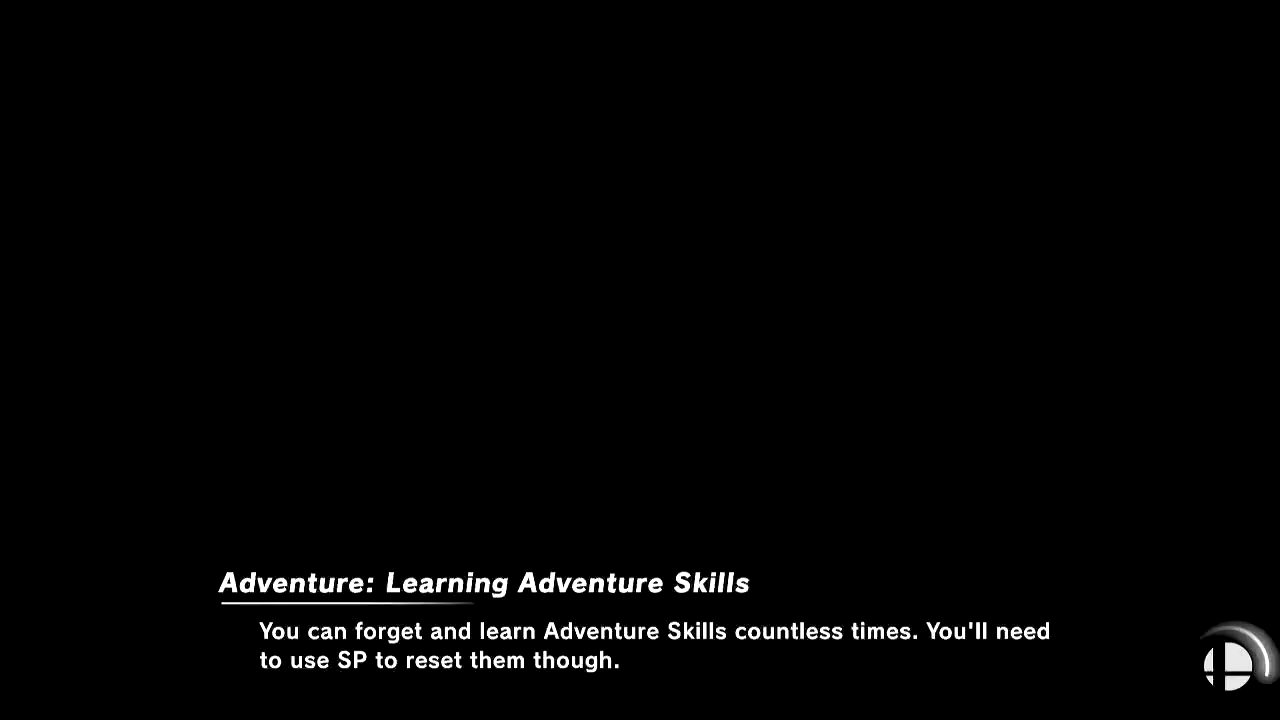 Adventure: Learning Adventure Skills
You can forget and learn Adventure Skills countless times. You'll need
to use SP to reset them though.